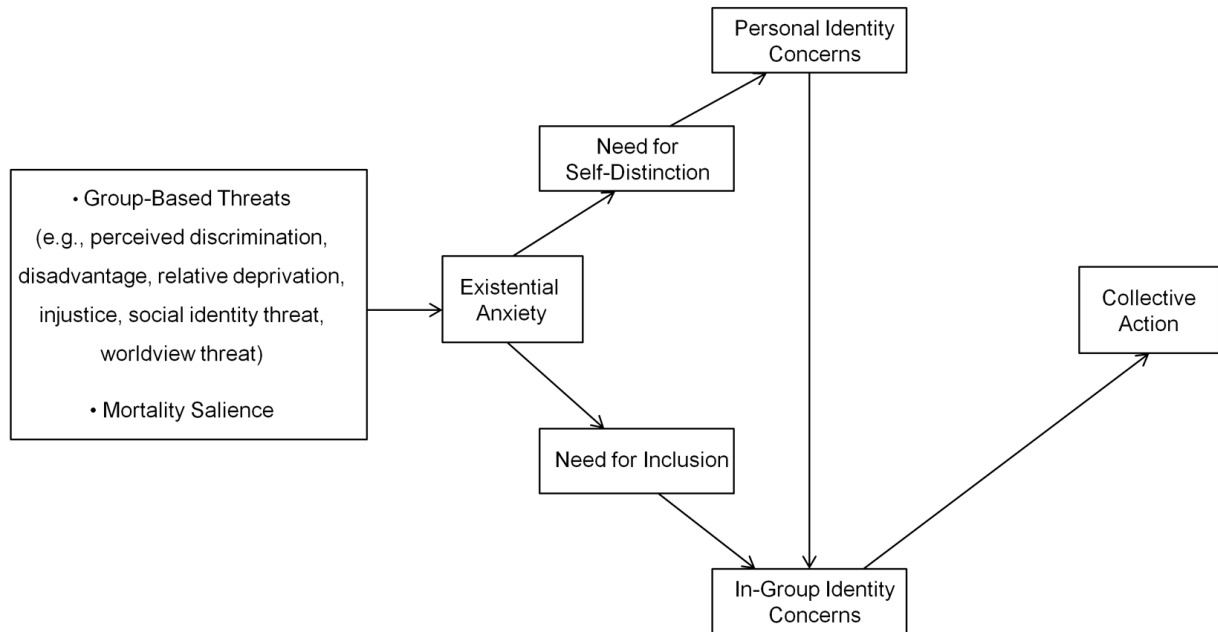 Personal Identity
Concerns
Need for
Self-Distinction
• Group-Based Threats
(e.g., perceived discrimination,
disadvantage, relative deprivation,
injustice, social identity threat,
worldview threat)
• Mortality Salience
Existential
Anxiety
Collective
Action
Need for Inclusion
In-Group Identity
Concerns